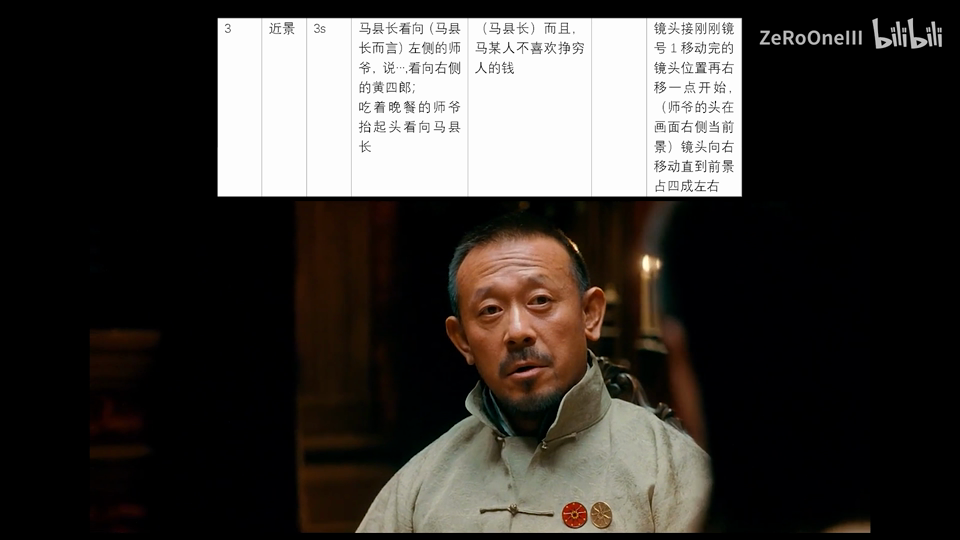 ZeRoOneIII bilibili
3
近景
3s
马县长看向（马县
长而言）左侧的师
爷，说…,看向右侧
的黄四郎；
吃着晚餐的师爷
抬起头看向马县
长
（马县长）而且，
马某人不喜欢挣穷
人的钱
镜头接刚刚镜
号 1 移动完的
镜头位置再右
移一点开始，
（师爷的头在
画面右侧当前
景）镜头向右
移动直到前景
占四成左右